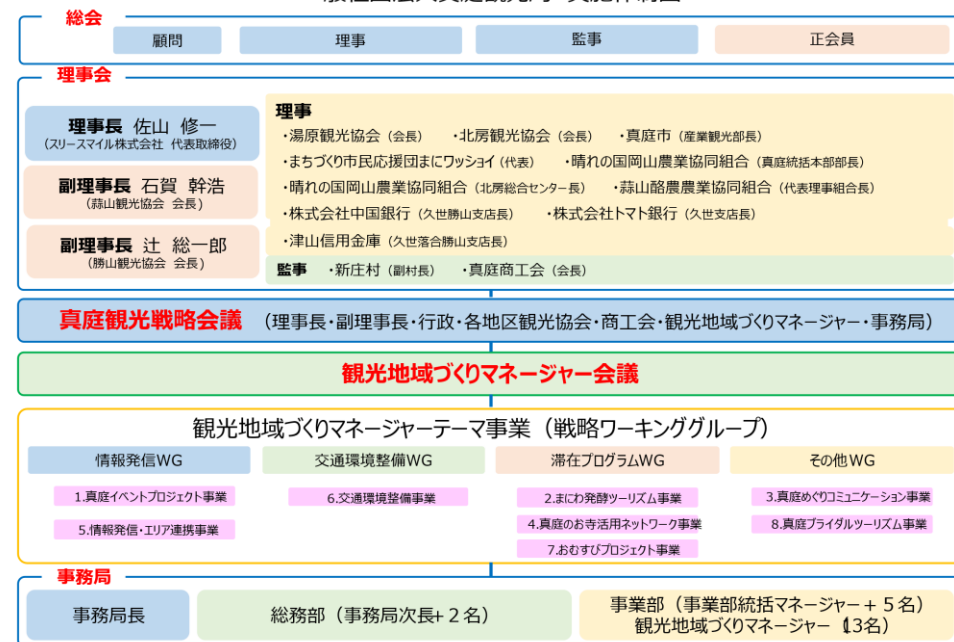 総会
顧問
理事
監事
正会員
理事会
理事長 佐山 修一
(スリースマイル株式会社 代表取締役)
副理事長 石賀 幹浩
(蒜山観光協会 会長)
副理事長 辻 総一郎
(勝山観光協会 会長)
理事
・湯原観光協会（会長） ・北房観光協会（会長） ・真庭市（産業観光部長）
・まちづくり市民応援団まにワッショイ（代表） ・晴れの国岡山農業協同組合（真庭統括本部部長）
・晴れの国岡山農業協同組合（北房総合センター長） ・蒜山酪農農業協同組合（代表理事組合長）
・株式会社中国銀行（久世勝山支店長） ・株式会社トマト銀行（久世支店長）
・津山信用金庫（久世落合勝山支店長）
監事 ・新庄村（副村長） ・真庭商工会（会長）
真庭観光戦略会議（理事長・副理事長・行政・各地区観光協会・商工会・観光地域づくりマネージャー・事務局）
観光地域づくりマネージャー会議
観光地域づくりマネージャーテーマ事業（戦略ワーキンググループ）
情報発信WG
1.真庭イベントプロジェクト事業
5.情報発信・エリア連携事業
交通環境整備WG
6.交通環境整備事業
滞在プログラムWG
2.まにわ発酵ツーリズム事業
4.真庭のお寺活用ネットワーク事業
7.おむすびプロジェクト事業
その他WG
3.真庭めぐりコミュニケーション事業
8.真庭ブライダルツーリズム事業
事務局
事務局長
総務部（事務局次長+２名）
事業部（事業部統括マネージャー＋５名）
観光地域づくりマネージャー（13名）